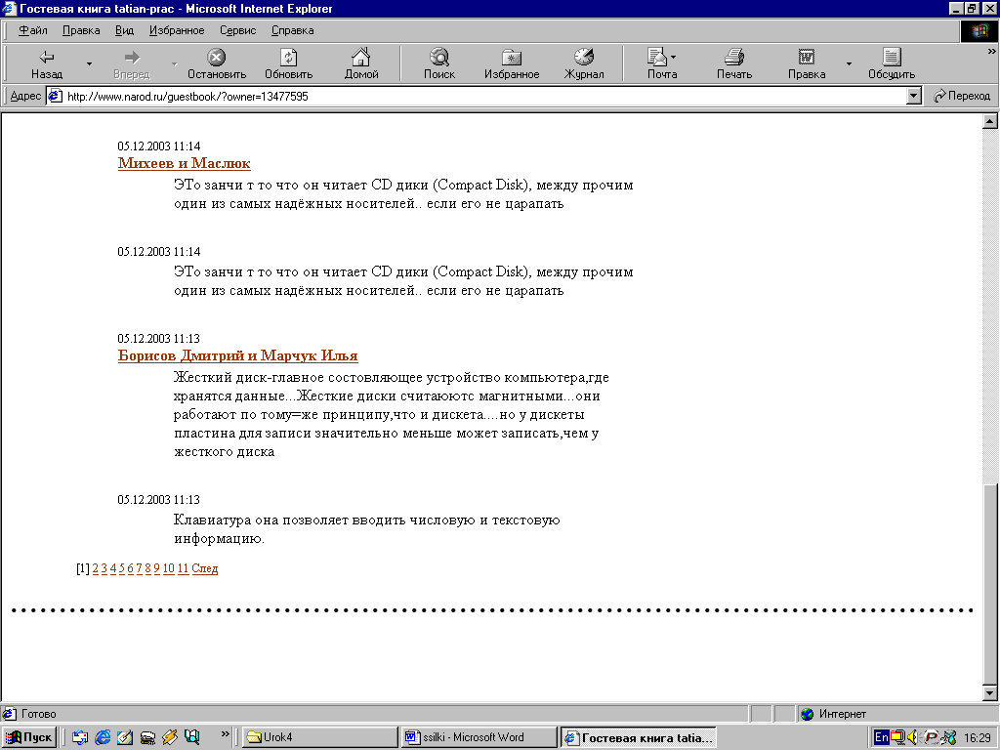 Гостевая книга tatian-prac - Microsoft Internet Explorer
Файл Правка Вид Избранное Сервис Справка
Назад Вперед Остановить Обновить Домой Поиск Избранное Журнал Почта Печать Правка Обсудить
Адрес http://www.narod.ru/guestbook/?owner=13477595 Переход
05.12.2003 11:14
Михеев и Маслюк
ЭТо занчи т то что он читает CD дики (Compact Disk), между прочим
один из самых надёжных носителей.. если его не царапать
05.12.2003 11:14
ЭТо занчи т то что он читает CD дики (Compact Disk), между прочим
один из самых надёжных носителей.. если его не царапать
05.12.2003 11:13
Борисов Дмитрий и Марчук Илья
Жесткий диск-главное состовляющее устройство компьютера,где
хранятся данные...Жесткие диски считаюютс магнитными...они
работают по тому=же принципу,что и дискета....но у дискеты
пластина для записи значительно меньше может записать,чем у
жесткого диска
05.12.2003 11:13
Клавиатура она позволяет вводить числовую и текстовую
информацию.
[1] 2 3 4 5 6 7 8 9 10 11 След
Готово Интернет
Пуск » Urok4 ssilki - Microsoft Word Гостевая книга tatia... En 16:29